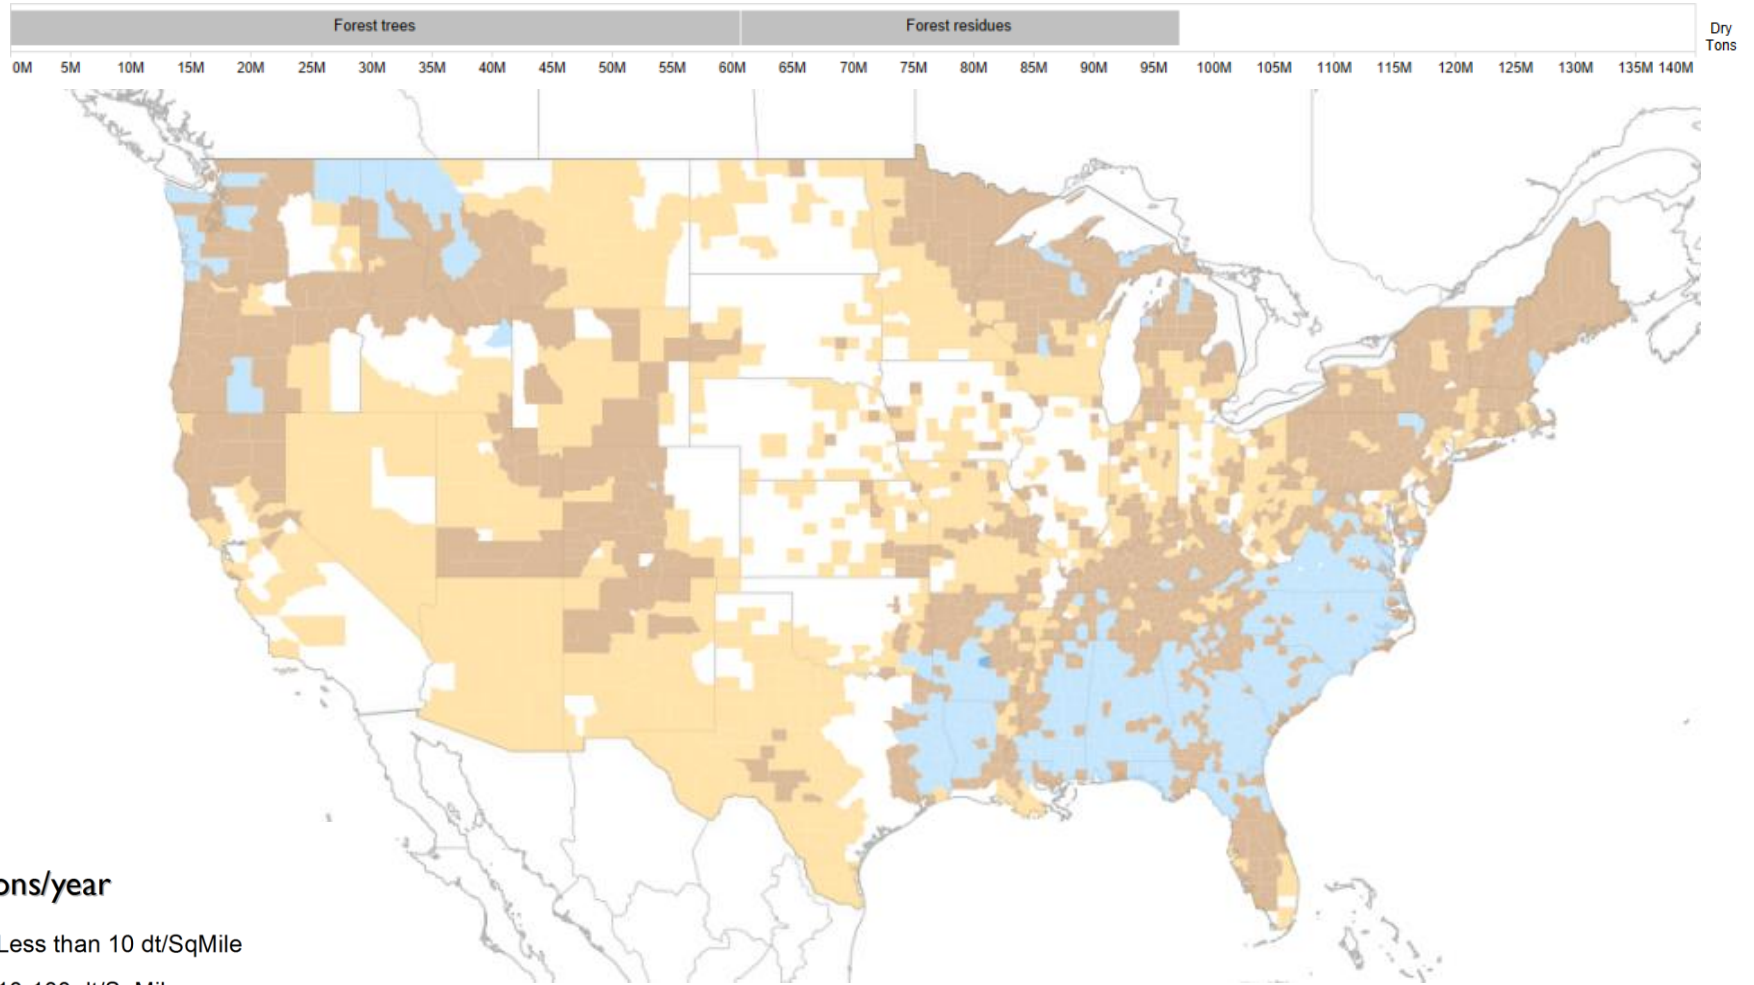 Forest trees Forest residues
Dry
Tons
0M 5M 10M 15M 20M 25M 30M 35M 40M 45M 50M 55M 60M 65M 70M 75M 80M 85M 90M 95M 100M 105M 110M 115M 120M 125M 130M 135M 140M
ons/year
Less than 10 dt/SqMile